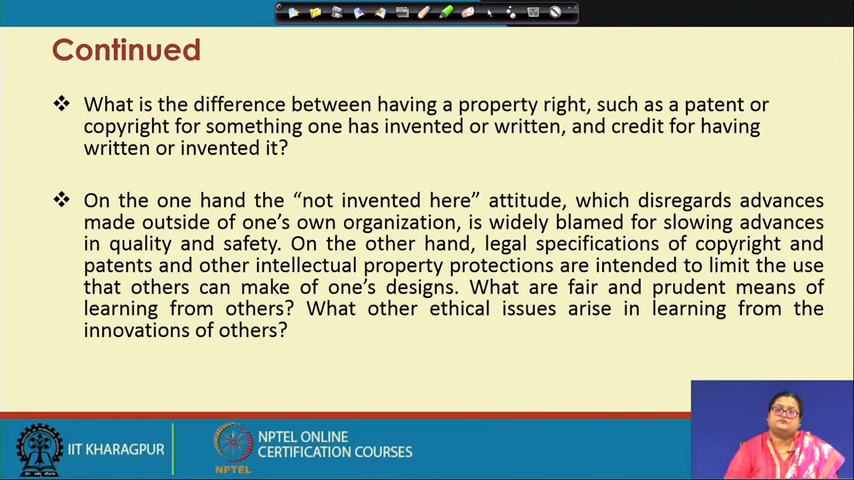 Continued
What is the difference between having a property right, such as a patent or
copyright for something one has invented or written, and credit for having
written or invented it?
On the one hand the “not invented here” attitude, which disregards advances
made outside of one’s own organization, is widely blamed for slowing advances
in quality and safety. On the other hand, legal specifications of copyright and
patents and other intellectual property protections are intended to limit the use
that others can make of one’s designs. What are fair and prudent means of
learning from others? What other ethical issues arise in learning from the
innovations of others?
IIT KHARAGPUR
NPTEL
NPTEL ONLINE
CERTIFICATION COURSES